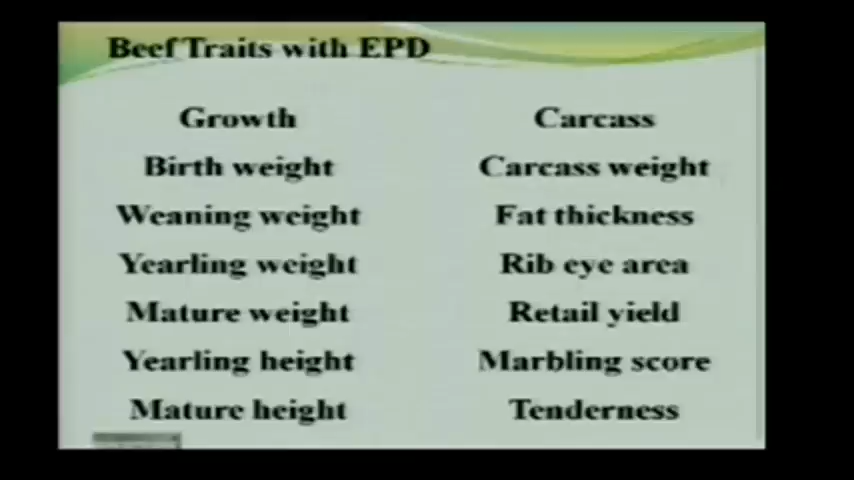 Beef Traits with EPD
Growth Carcass
Birth weight Carcass weight
Weaning weight Fat thickness
Yearling weight Rib eye area
Mature weight Retail yield
Yearling height Marbling score
Mature height Tenderness